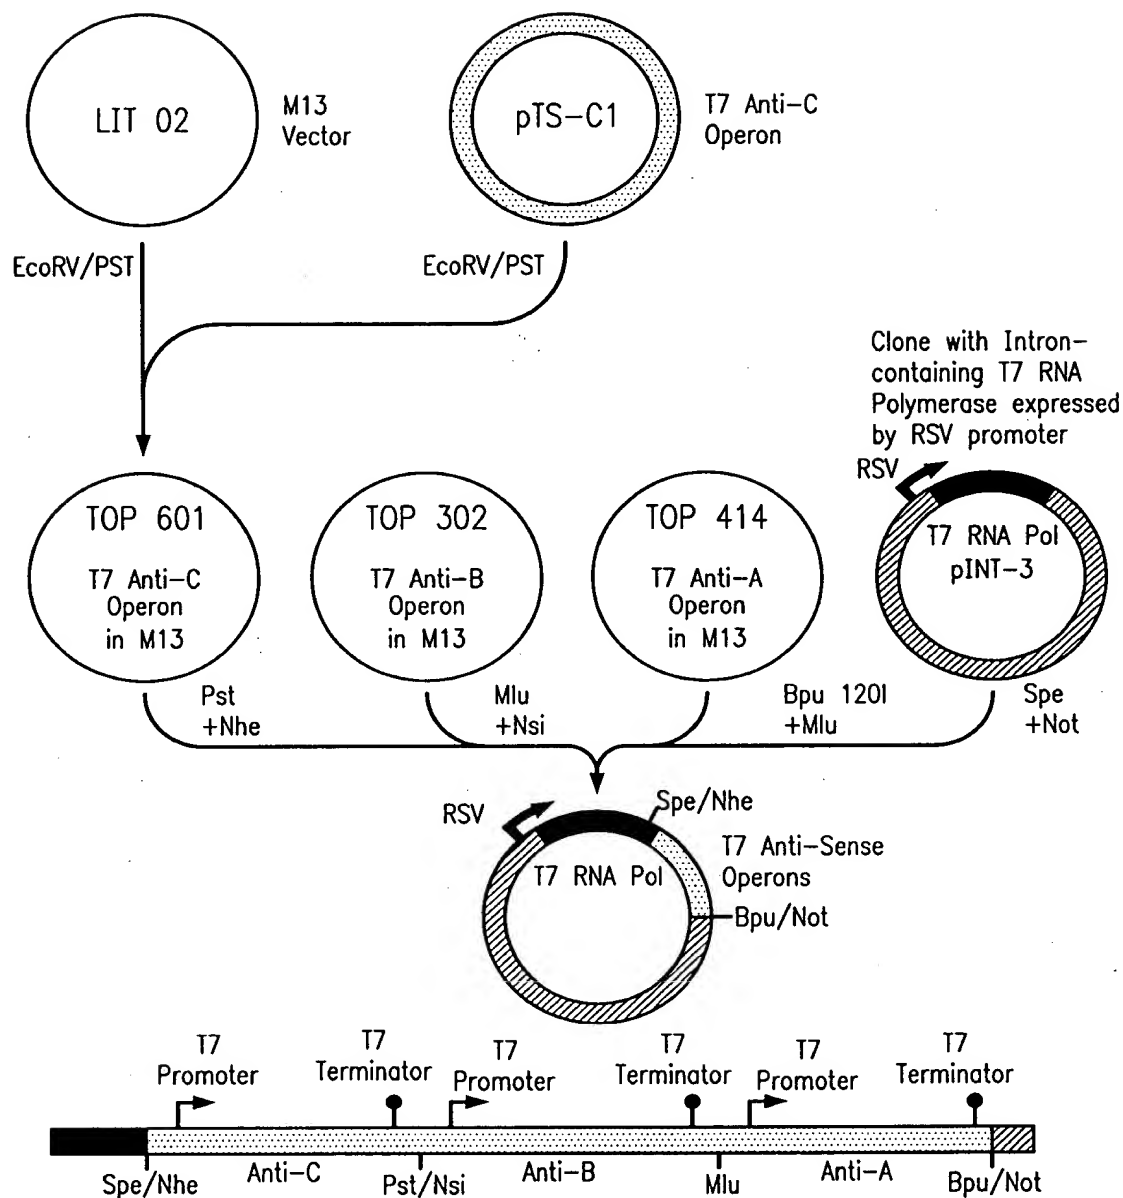 LIT 02
M13
Vector
pTS-C1
T7 Anti-C
Operon
EcoRV/PST
EcoRV/PST
Clone with Intron-
containing T7 RNA
Polymerase expressed
by RSV promoter
RSV
TOP 601
T7 Anti-C
Operon
in M13
TOP 302
T7 Anti-B
Operon
in M13
TOP 414
T7 Anti-A
Operon
in M13
T7 RNA Pol
pINT-3
Pst
+Nhe
Mlu
+Nsi
Bpu 120I
+Mlu
Spe
+Not
RSV
Spe/Nhe
T7 RNA Pol
T7 Anti-Sense
Operons
Bpu/Not
T7
Promoter
T7
Terminator
T7
Promoter
T7
Terminator
T7
Promoter
T7
Terminator
Spe/Nhe
Anti-C
Pst/Nsi
Anti-B
Mlu
Anti-A
Bpu/Not